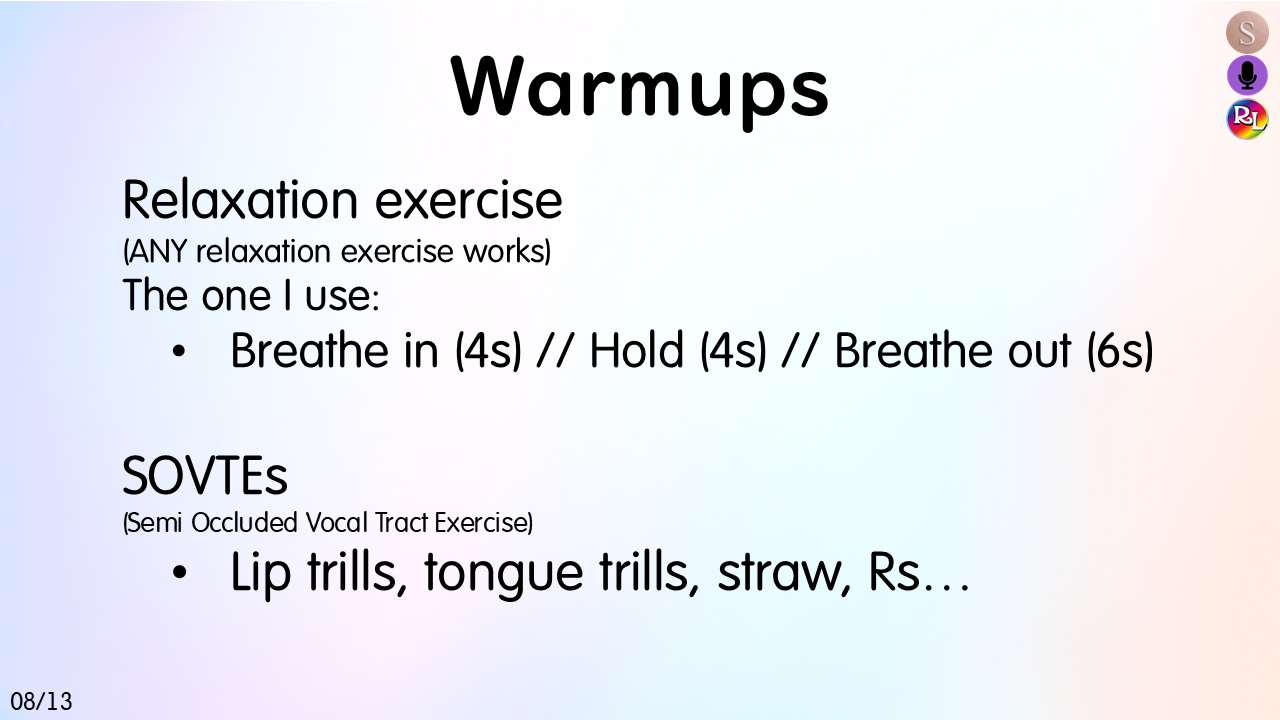 Warmups
S
RL
Relaxation exercise
(ANY relaxation exercise works)
The one I use:
• Breathe in (4s) // Hold (4s) // Breathe out (6s)
SOVTEs
(Semi Occluded Vocal Tract Exercise)
• Lip trills, tongue trills, straw, Rs...
08/13